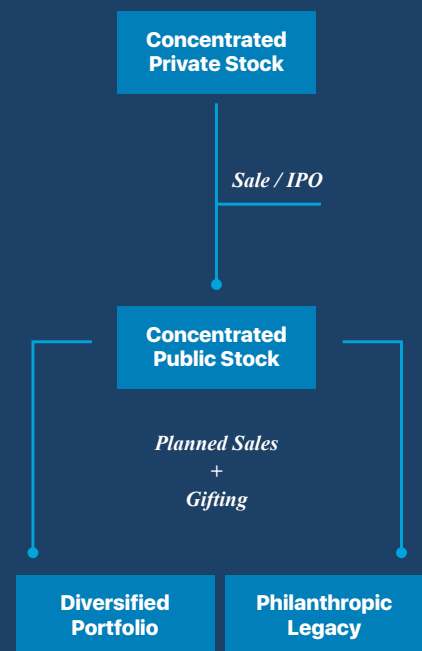 Concentrated
Private Stock
Sale / IPO
Concentrated
Public Stock
Planned Sales
+
Gifting
Diversified
Portfolio
Philanthropic
Legacy